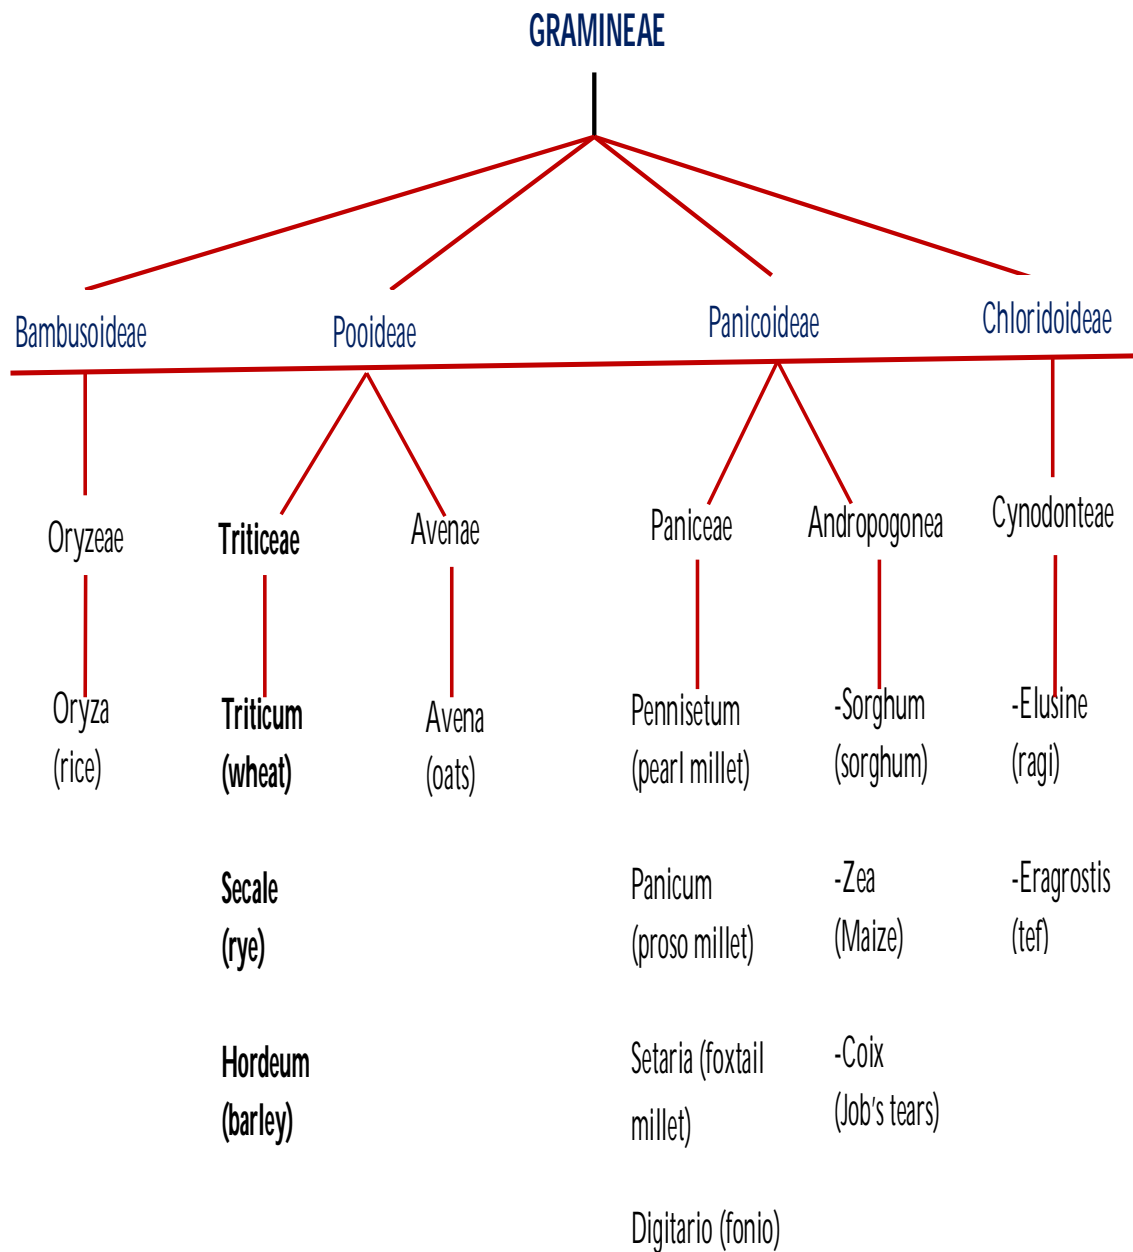 GRAMINEAE
Bambusoideae
Pooideae
Panicoideae
Chloridoideae
Oryzeae
Triticeae
Avenae
Paniceae
Andropogonea
Cynodonteae
Oryza
(rice)
Triticum
(wheat)
Secale
(rye)
Hordeum
(barley)
Avena
(oats)
Pennisetum
(pearl millet)
Panicum
(proso millet)
Setaria (foxtail
millet)
Digitario (fonio)
-Sorghum
(sorghum)
-Zea
(Maize)
-Coix
(Job's tears)
-Elusine
(ragi)
-Eragrostis
(tef)